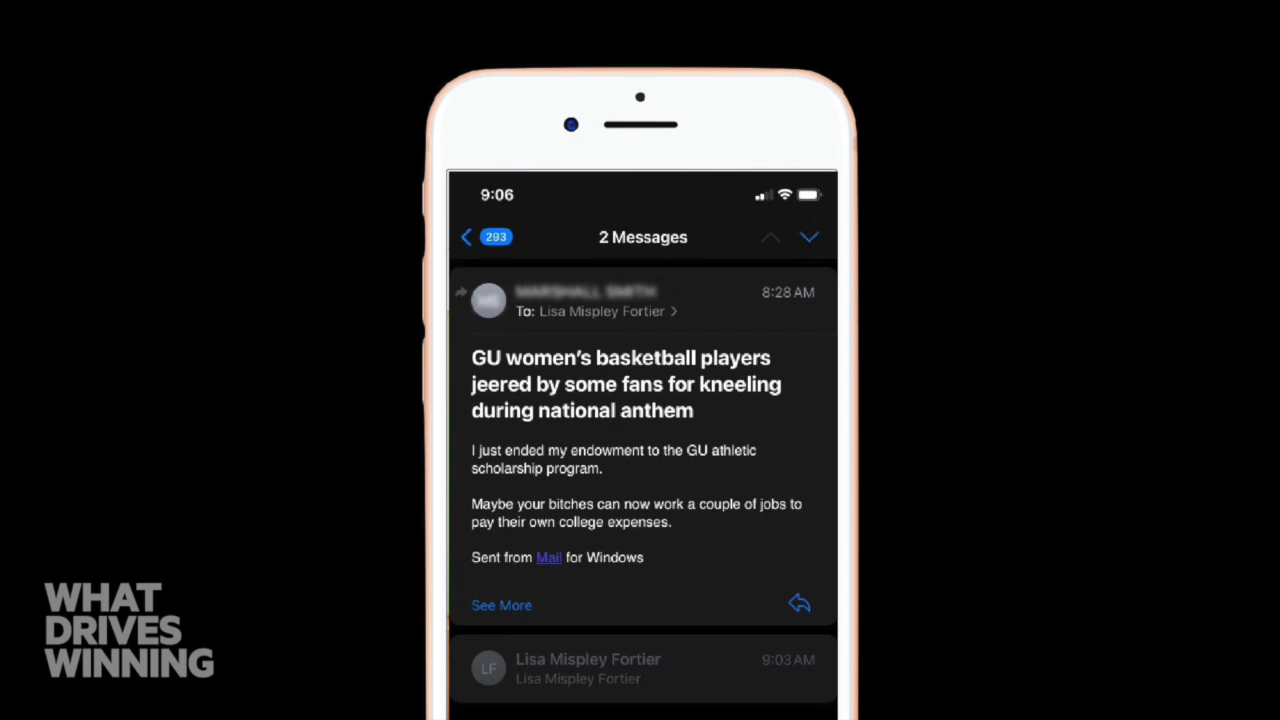 9:06
293
2 Messages
8:28 AM
To: Lisa Mispley Fortier
GU women's basketball players
jeered by some fans for kneeling
during national anthem
I just ended my endowment to the GU athletic
scholarship program.
Maybe your bitches can now work a couple of jobs to
pay their own college expenses.
Sent from Mail for Windows
See More
LF
Lisa Mispley Fortier
9:03 AM
Lisa Mispley Fortier
WHAT
DRIVES
WINNING